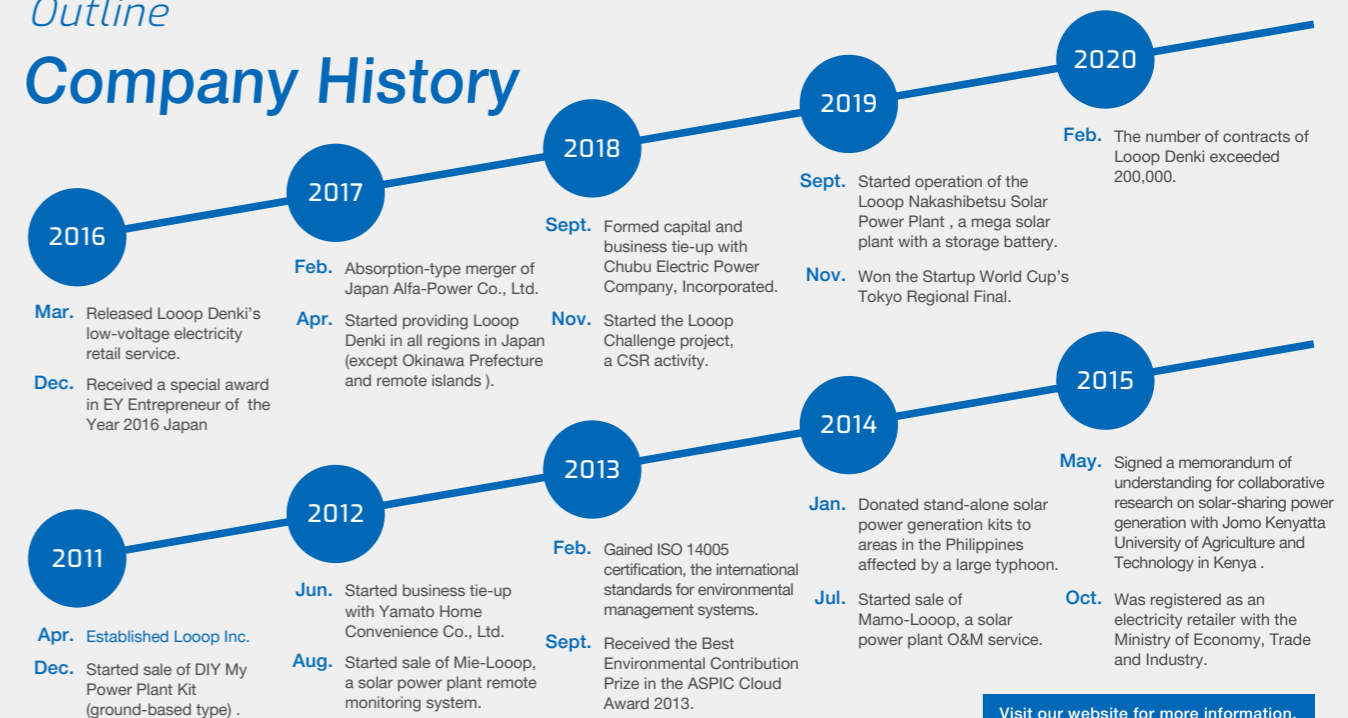 Outline
Company History
2016
Mar. Released Looop Denki's
low-voltage electricity
retail service.
Dec. Received a special award
in EY Entrepreneur of the
Year 2016 Japan
2017
Feb. Absorption-type merger of
Japan Alfa-Power Co., Ltd.
Apr. Started providing Looop
Denki in all regions in Japan
(except Okinawa Prefecture
and remote islands ).
2018
Sept. Formed capital and
business tie-up with
Chubu Electric Power
Company, Incorporated.
Nov. Started the Looop
Challenge project,
a CSR activity.
2019
Sept. Started operation of the
Looop Nakashibetsu Solar
Power Plant , a mega solar
plant with a storage battery.
Nov. Won the Startup World Cup's
Tokyo Regional Final.
2020
Feb. The number of contracts of
Looop Denki exceeded
200,000.
2011
Apr. Established Looop Inc.
Dec. Started sale of DIY My
Power Plant Kit
(ground-based type) .
2012
Jun. Started business tie-up
with Yamato Home
Convenience Co., Ltd.
Aug. Started sale of Mie-Looop,
a solar power plant remote
monitoring system.
2013
Feb. Gained ISO 14005
certification, the international
standards for environmental
management systems.
Sept. Received the Best
Environmental Contribution
Prize in the ASPIC Cloud
Award 2013.
2014
Jan. Donated stand-alone solar
power generation kits to
areas in the Philippines
affected by a large typhoon.
Jul. Started sale of
Mamo-Looop, a solar
power plant O&M service.
2015
May. Signed a memorandum of
understanding for collaborative
research on solar-sharing power
generation with Jomo Kenyatta
University of Agriculture and
Technology in Kenya .
Oct. Was registered as an
electricity retailer with the
Ministry of Economy, Trade
and Industry.
Visit our website for more information.